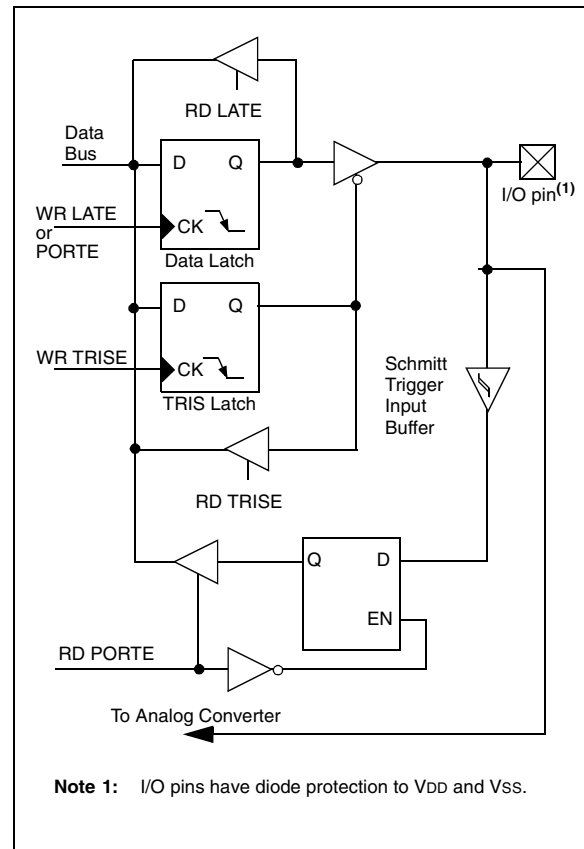 RD LATE
Data
Bus
D Q
I/O pin(1)
WR LATE
or
PORTE
CK
Data Latch
D Q
WR TRISE
CK
TRIS Latch
Schmitt
Trigger
Input
Buffer
RD TRISE
Q D
EN
RD PORTE
To Analog Converter
Note 1: I/O pins have diode protection to VDD and VSS.